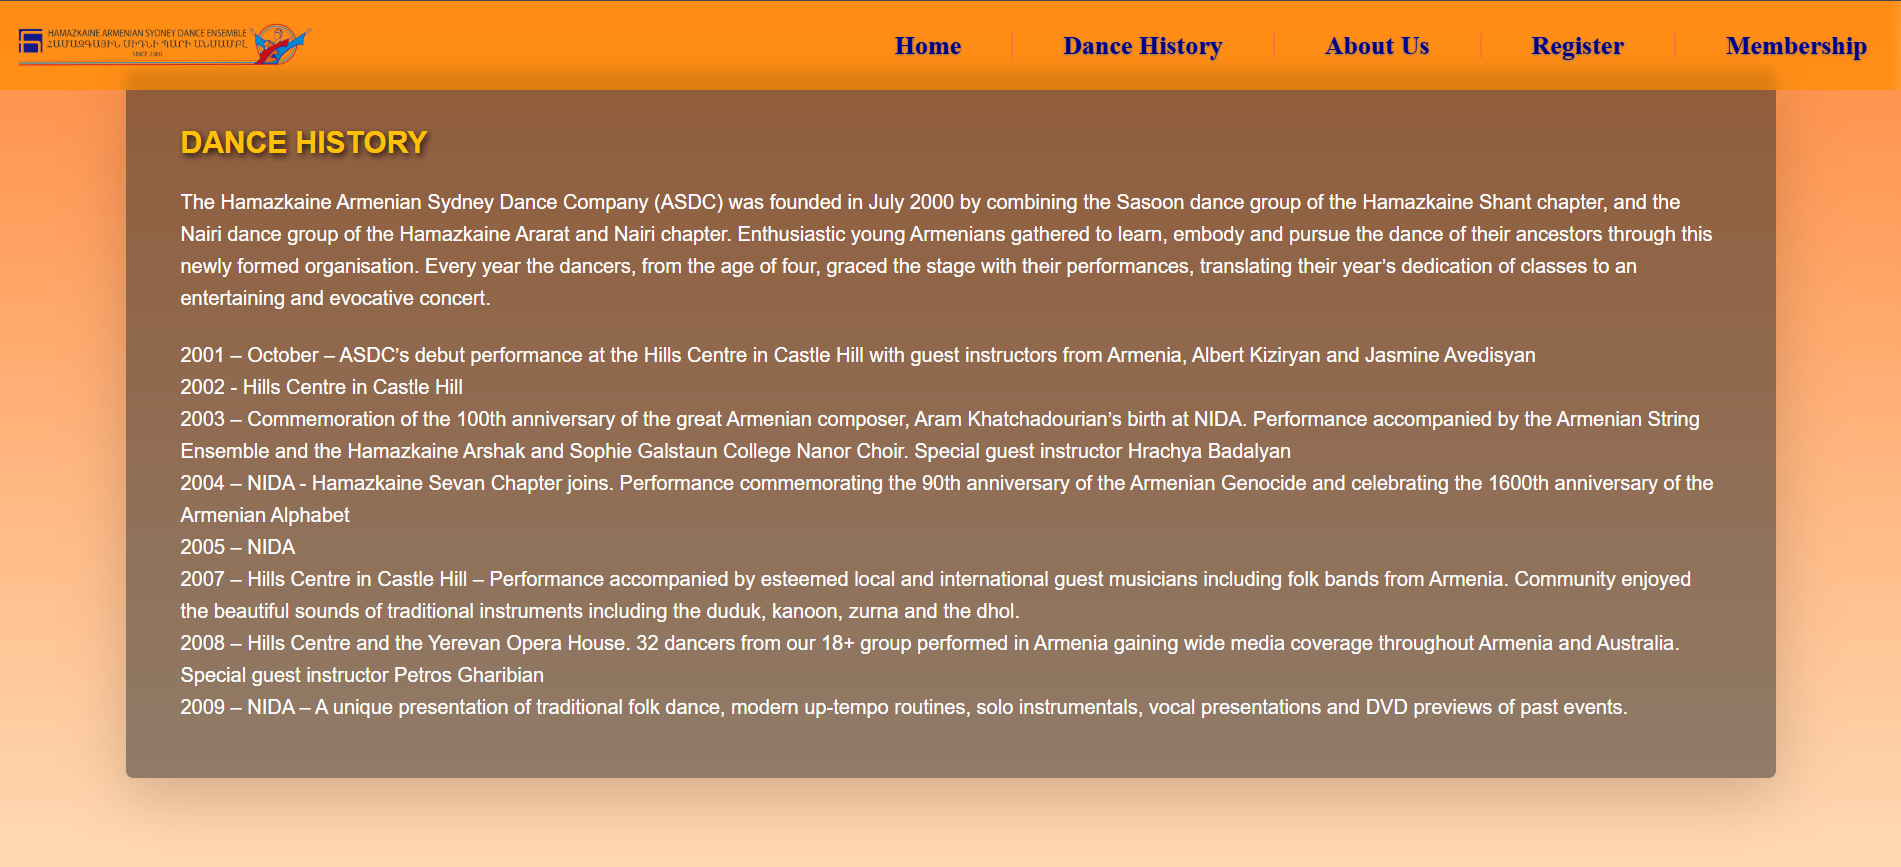 HAMAZKAINE ARMENIAN SYDNEY DANCE ENSEMBLE
ՀԱՄԱԶԳԱՅԻՆ ՍԻԴՆԻ ՊԱՐԻ ԱՆՍԱՄԲԼ
SINCE 2000
Home
Dance History
About Us
Register
Membership
DANCE HISTORY
The Hamazkaine Armenian Sydney Dance Company (ASDC) was founded in July 2000 by combining the Sasoon dance group of the Hamazkaine Shant chapter, and the
Nairi dance group of the Hamazkaine Ararat and Nairi chapter. Enthusiastic young Armenians gathered to learn, embody and pursue the dance of their ancestors through this
newly formed organisation. Every year the dancers, from the age of four, graced the stage with their performances, translating their year’s dedication of classes to an
entertaining and evocative concert.
2001 – October – ASDC’s debut performance at the Hills Centre in Castle Hill with guest instructors from Armenia, Albert Kiziryan and Jasmine Avedisyan
2002 - Hills Centre in Castle Hill
2003 – Commemoration of the 100th anniversary of the great Armenian composer, Aram Khatchadourian’s birth at NIDA. Performance accompanied by the Armenian String
Ensemble and the Hamazkaine Arshak and Sophie Galstaun College Nanor Choir. Special guest instructor Hrachya Badalyan
2004 – NIDA - Hamazkaine Sevan Chapter joins. Performance commemorating the 90th anniversary of the Armenian Genocide and celebrating the 1600th anniversary of the
Armenian Alphabet
2005 – NIDA
2007 – Hills Centre in Castle Hill – Performance accompanied by esteemed local and international guest musicians including folk bands from Armenia. Community enjoyed
the beautiful sounds of traditional instruments including the duduk, kanoon, zurna and the dhol.
2008 – Hills Centre and the Yerevan Opera House. 32 dancers from our 18+ group performed in Armenia gaining wide media coverage throughout Armenia and Australia.
Special guest instructor Petros Gharibian
2009 – NIDA – A unique presentation of traditional folk dance, modern up-tempo routines, solo instrumentals, vocal presentations and DVD previews of past events.